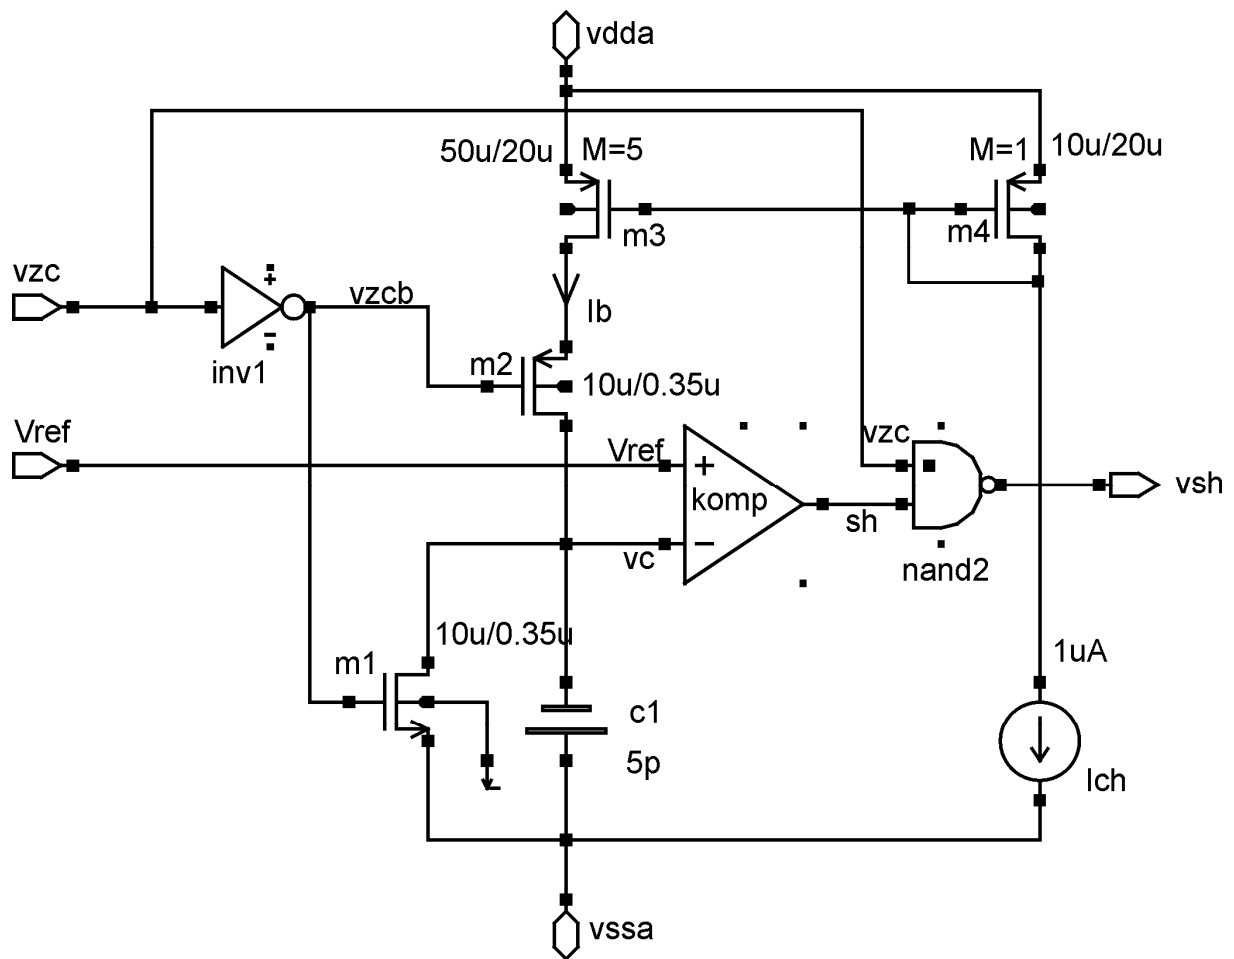 vdda
50u/20u
M=5
M=1
10u/20u
m3
m4
vzc
vzcb
Ib
inv1
m2
10u/0.35u
Vref
Vref
vzc
+
komp
sh
vsh
vc
−
nand2
10u/0.35u
m1
1uA
c1
5p
Ich
vssa